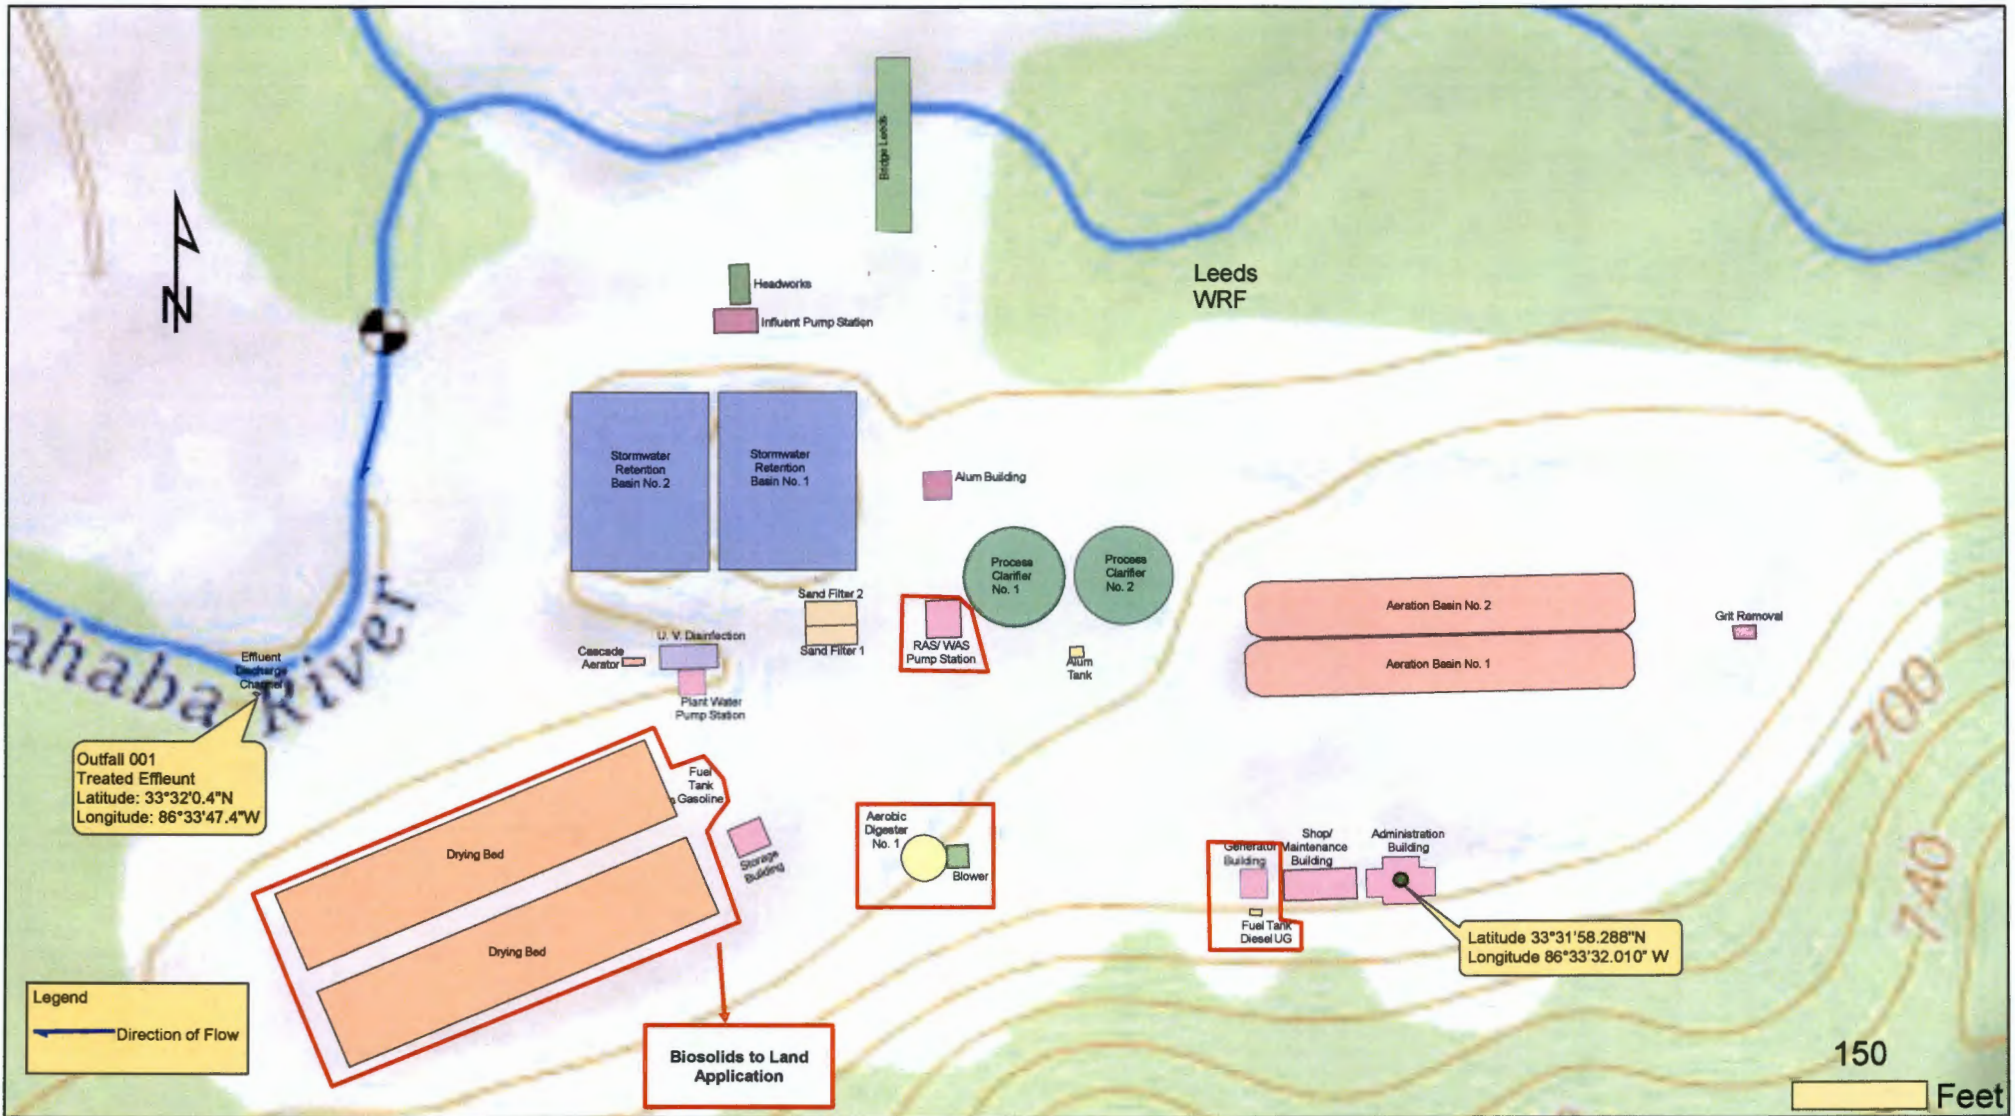 Bridge Leeds
N
Headworks
Influent Pump Station
Leeds
WRF
Stormwater
Retention
Basin No. 2
Stormwater
Retention
Basin No. 1
Alum Building
Process
Clarifier
No. 1
Process
Clarifier
No. 2
Sand Filter 2
Sand Filter 1
RAS/ WAS
Pump Station
Alum
Tank
Aeration Basin No. 2
Aeration Basin No. 1
Grit Removal
U. V. Disinfection
Cascade
Aerator
Plant Water
Pump Station
ahaba River
Effluent
Discharge
Channel
Outfall 001
Treated Effleunt
Latitude: 33°32'0.4"N
Longitude: 86°33'47.4"W
700
740
Fuel
Tank
Gasoline
Storage
Building
Drying Bed
Drying Bed
Aerobic
Digester
No. 1
Blower
Generator
Building
Shop/
Maintenance
Building
Administration
Building
Fuel Tank
Diesel UG
Latitude 33°31'58.288"N
Longitude 86°33'32.010" W
Legend
Direction of Flow
Biosolids to Land
Application
150
Feet